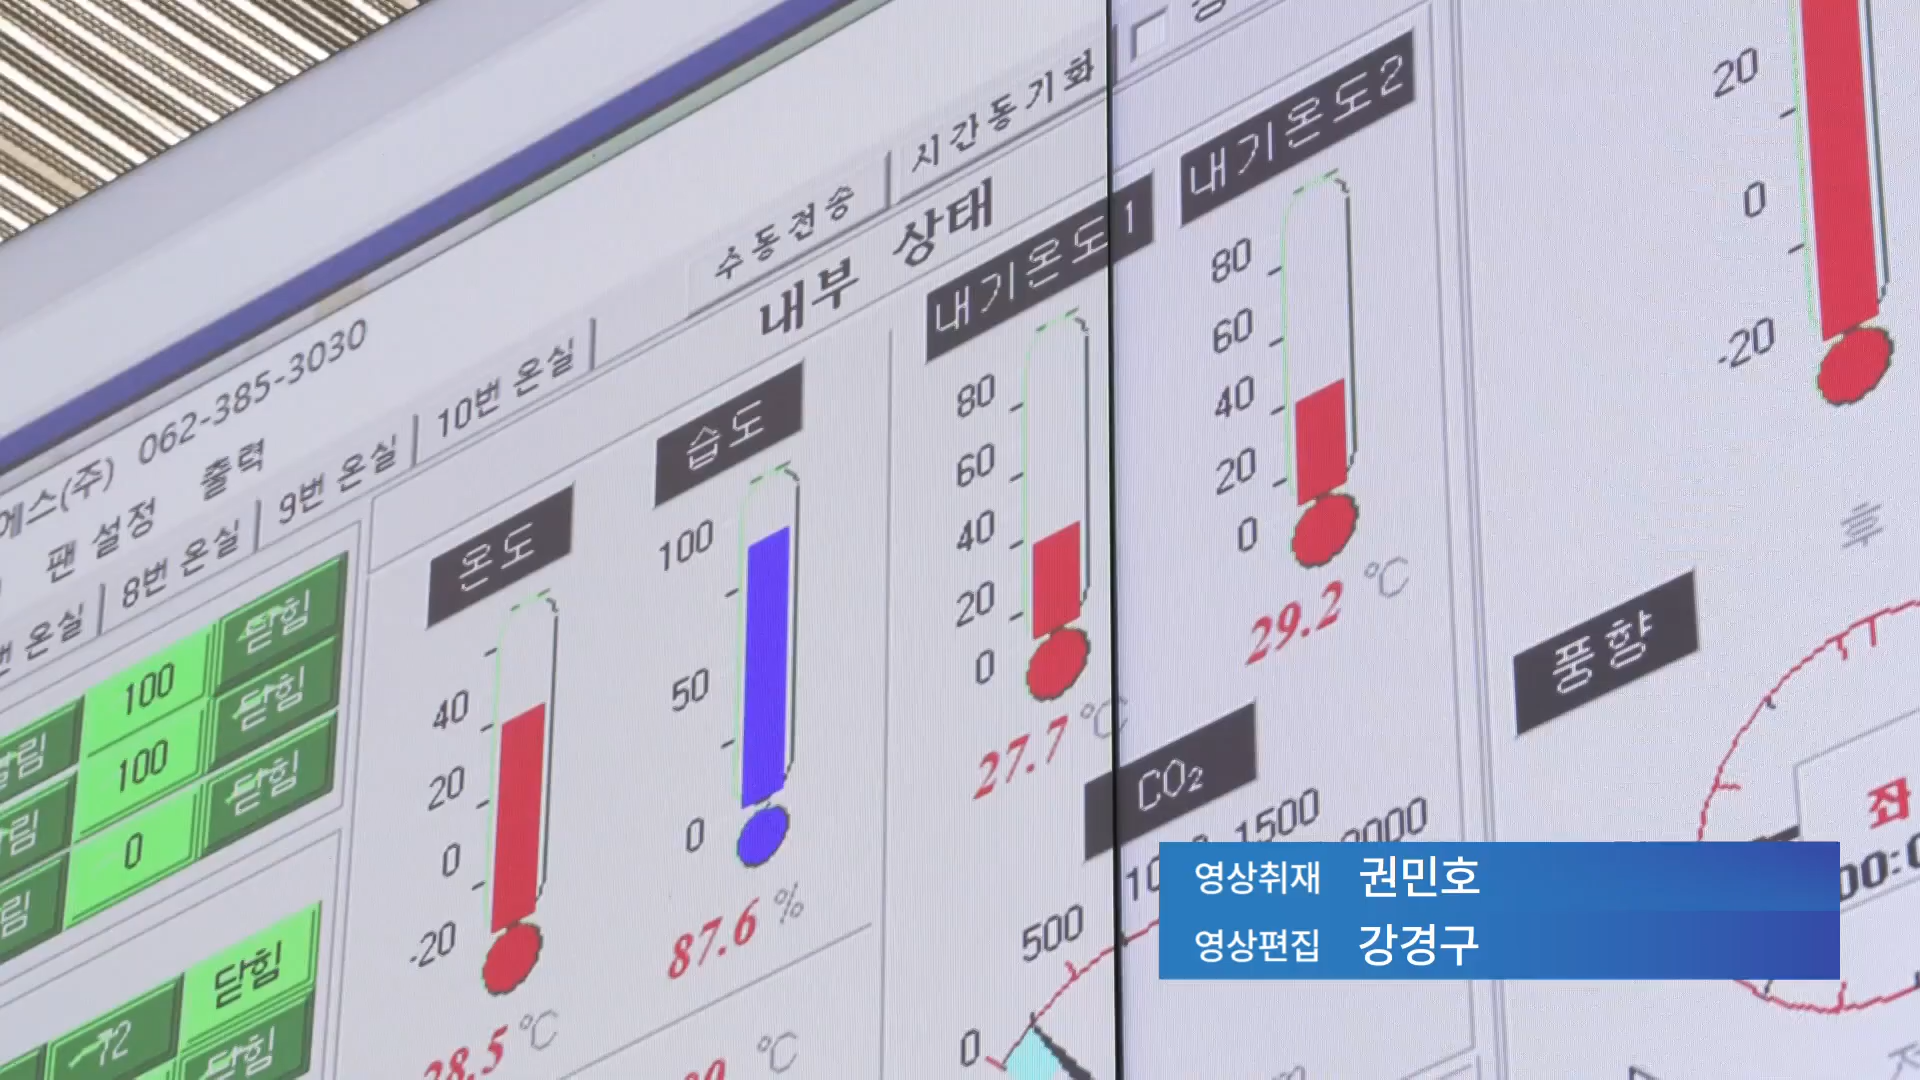 에스(주) 062-385-3030
팬 설정 출력
온실 8번 온실 9번 온실 10번 온실
수동전송 시간동기화
내부 상태
온도
40
20
0
-20
28.5 ℃
습도
100
50
0
87.6 %
내기온도1
80
60
40
20
0
27.7 ℃
내기온도2
80
60
40
20
0
29.2 ℃
CO₂
0
500
1500
2000
20
0
-20
풍향
후
좌
100 닫힘
100 닫힘
0 닫힘
닫힘
닫힘
영상취재 권민호
영상편집 강경구